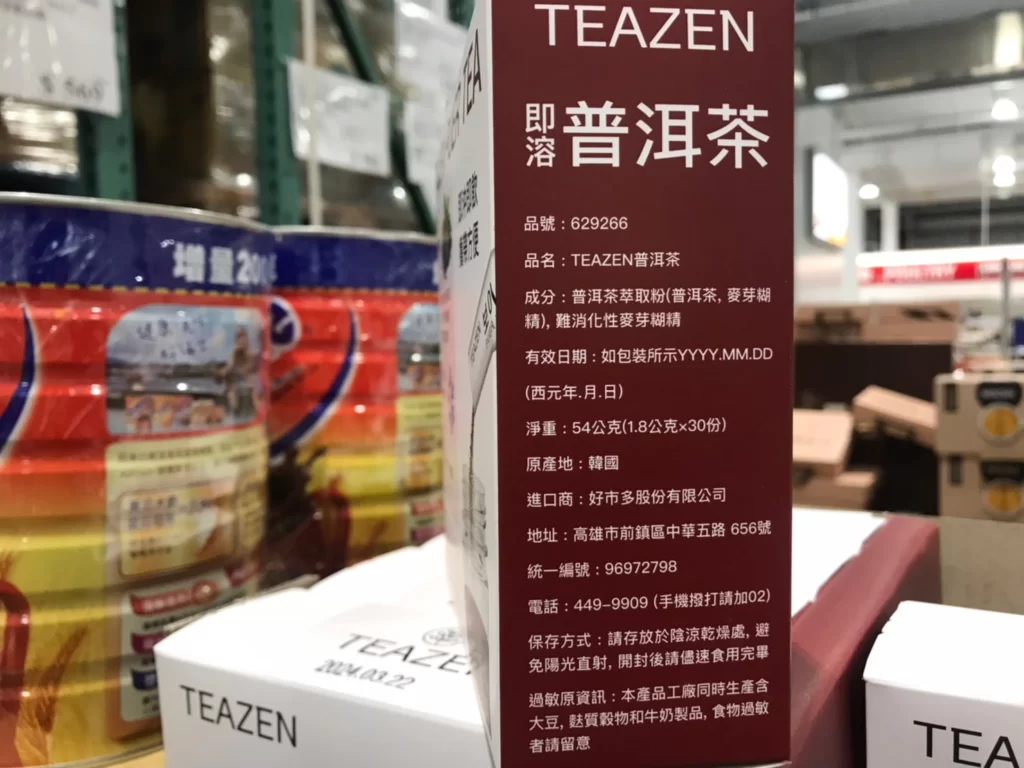 TEAZEN
即溶 普洱茶
品號：629266
品名：TEAZEN普洱茶
成分：普洱茶萃取粉(普洱茶, 麥芽糊
精), 難消化性麥芽糊精
有效日期：如包裝所示YYYY.MM.DD
(西元年.月.日)
淨重：54公克(1.8公克×30份)
原產地：韓國
進口商：好市多股份有限公司
地址：高雄市前鎮區中華五路 656號
統一編號：96972798
電話：449-9909 (手機撥打請加02)
保存方式：請存放於陰涼乾燥處, 避
免陽光直射, 開封後請儘速食用完畢
過敏原資訊：本產品工廠同時生產含
大豆, 麩質穀物和牛奶製品, 食物過敏
者請留意
TEA
增量200
TEAZEN
2024.03.22
TEAZEN
TEA